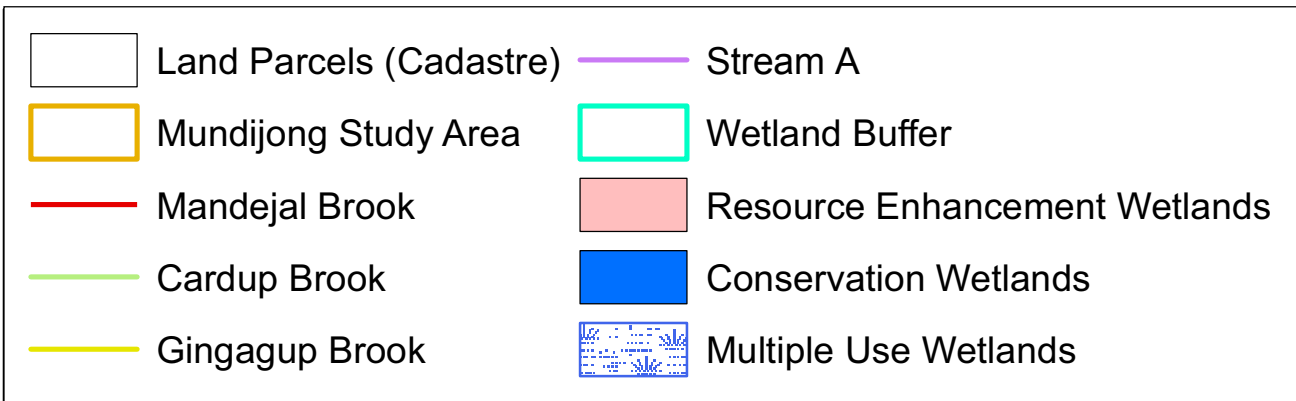 Land Parcels (Cadastre)
Mundijong Study Area
Mandejal Brook
Cardup Brook
Gingagup Brook
Stream A
Wetland Buffer
Resource Enhancement Wetlands
Conservation Wetlands
Multiple Use Wetlands